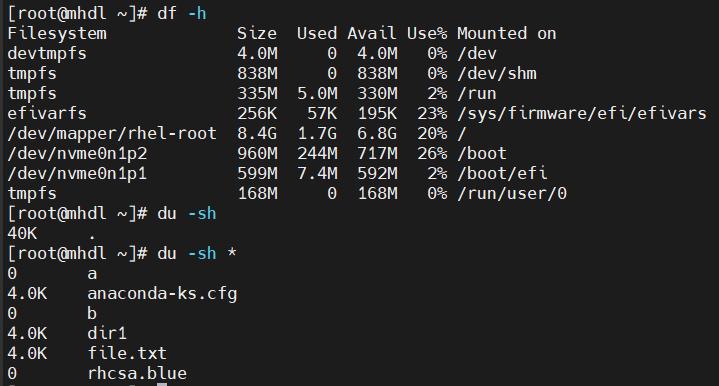 [root@mhdl ~]# df -h
Filesystem             Size  Used Avail Use% Mounted on
devtmpfs               4.0M     0  4.0M   0% /dev
tmpfs                  838M     0  838M   0% /dev/shm
tmpfs                  335M  5.0M  330M   2% /run
efivarfs               256K   57K  195K  23% /sys/firmware/efi/efivars
/dev/mapper/rhel-root  8.4G  1.7G  6.8G  20% /
/dev/nvme0n1p2         960M  244M  717M  26% /boot
/dev/nvme0n1p1         599M  7.4M  592M   2% /boot/efi
tmpfs                  168M     0  168M   0% /run/user/0
[root@mhdl ~]# du -sh
40K     .
[root@mhdl ~]# du -sh *
0       a
4.0K    anaconda-ks.cfg
0       b
4.0K    dir1
4.0K    file.txt
0       rhcsa.blue